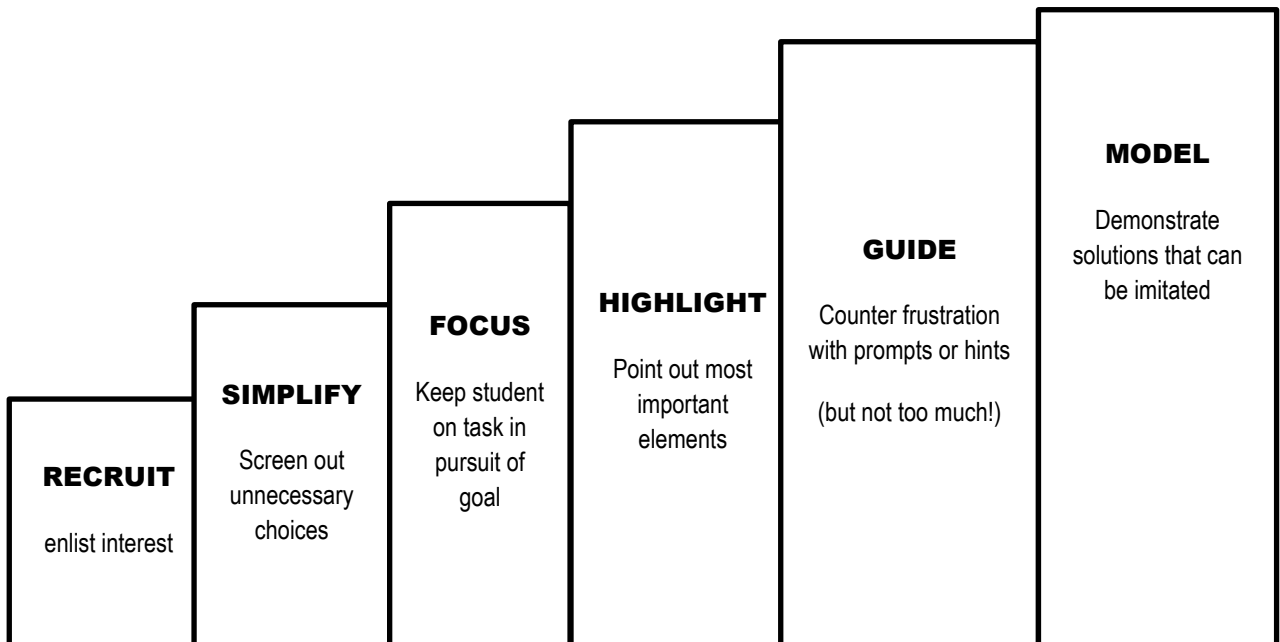 RECRUIT
enlist interest
SIMPLIFY
Screen out
unnecessary
choices
FOCUS
Keep student
on task in
pursuit of
goal
HIGHLIGHT
Point out most
important
elements
GUIDE
Counter frustration
with prompts or hints
(but not too much!)
MODEL
Demonstrate
solutions that can
be imitated